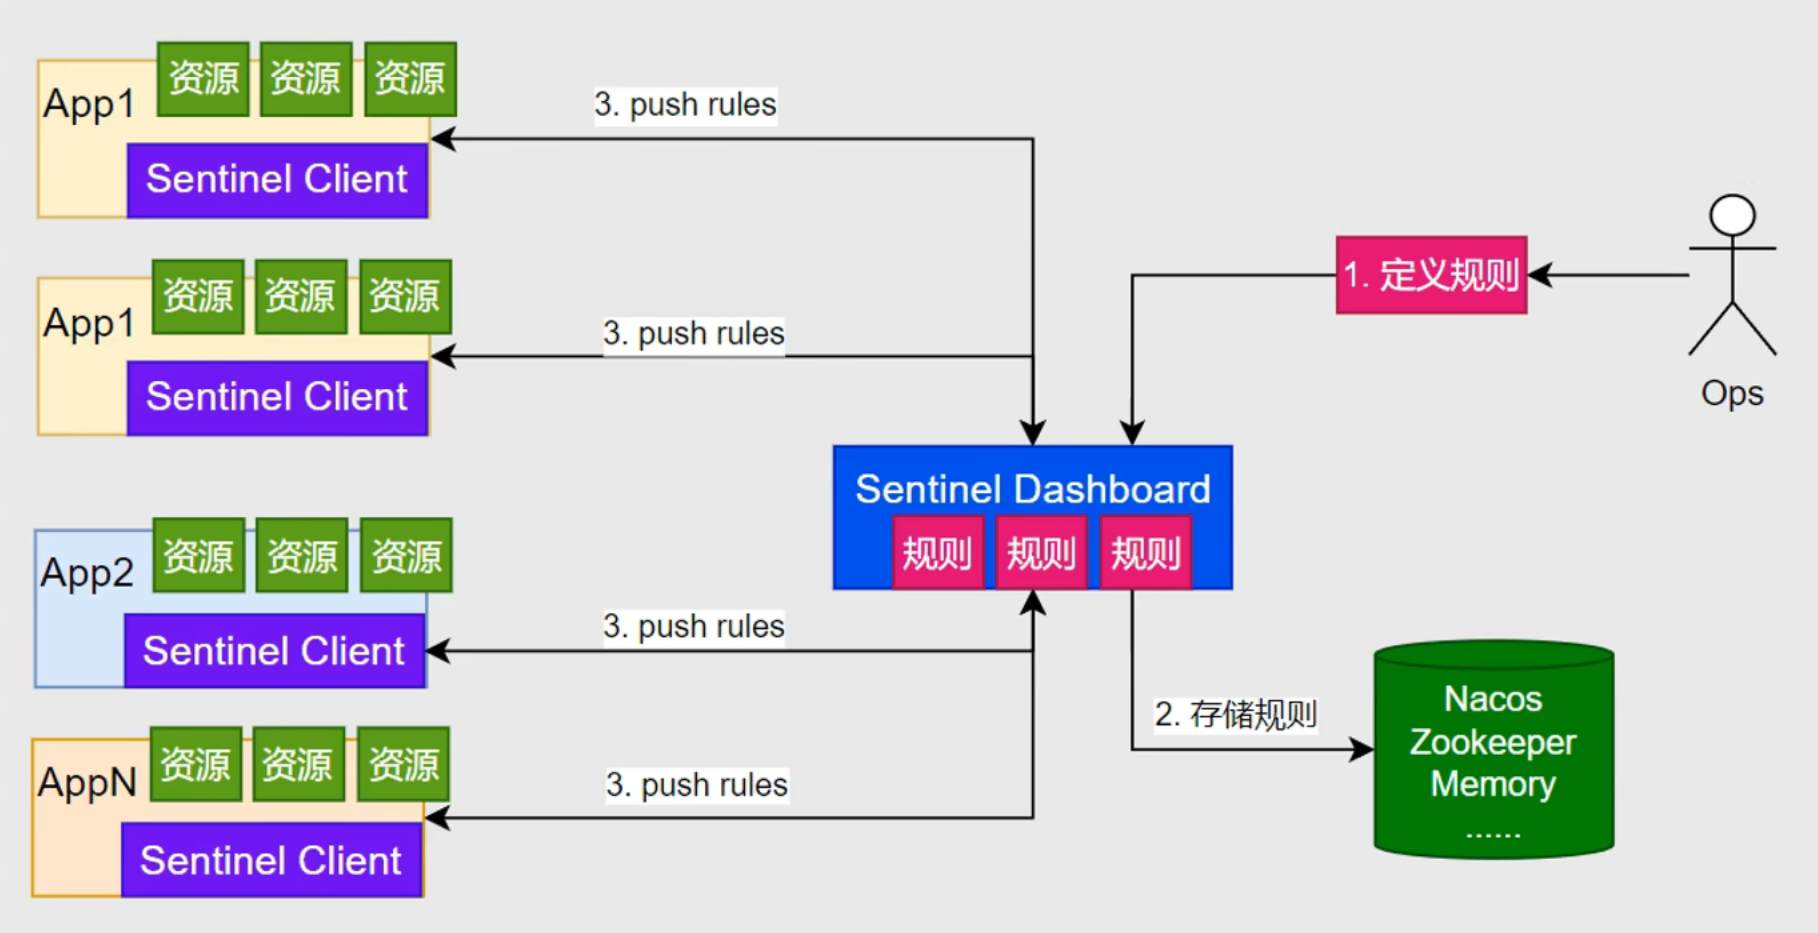 App1
资源 资源 资源
Sentinel Client
3. push rules
App1
资源 资源 资源
Sentinel Client
3. push rules
1. 定义规则
Ops
Sentinel Dashboard
规则 规则 规则
App2
资源 资源 资源
Sentinel Client
3. push rules
AppN
资源 资源 资源
Sentinel Client
3. push rules
2. 存储规则
Nacos
Zookeeper
Memory
......